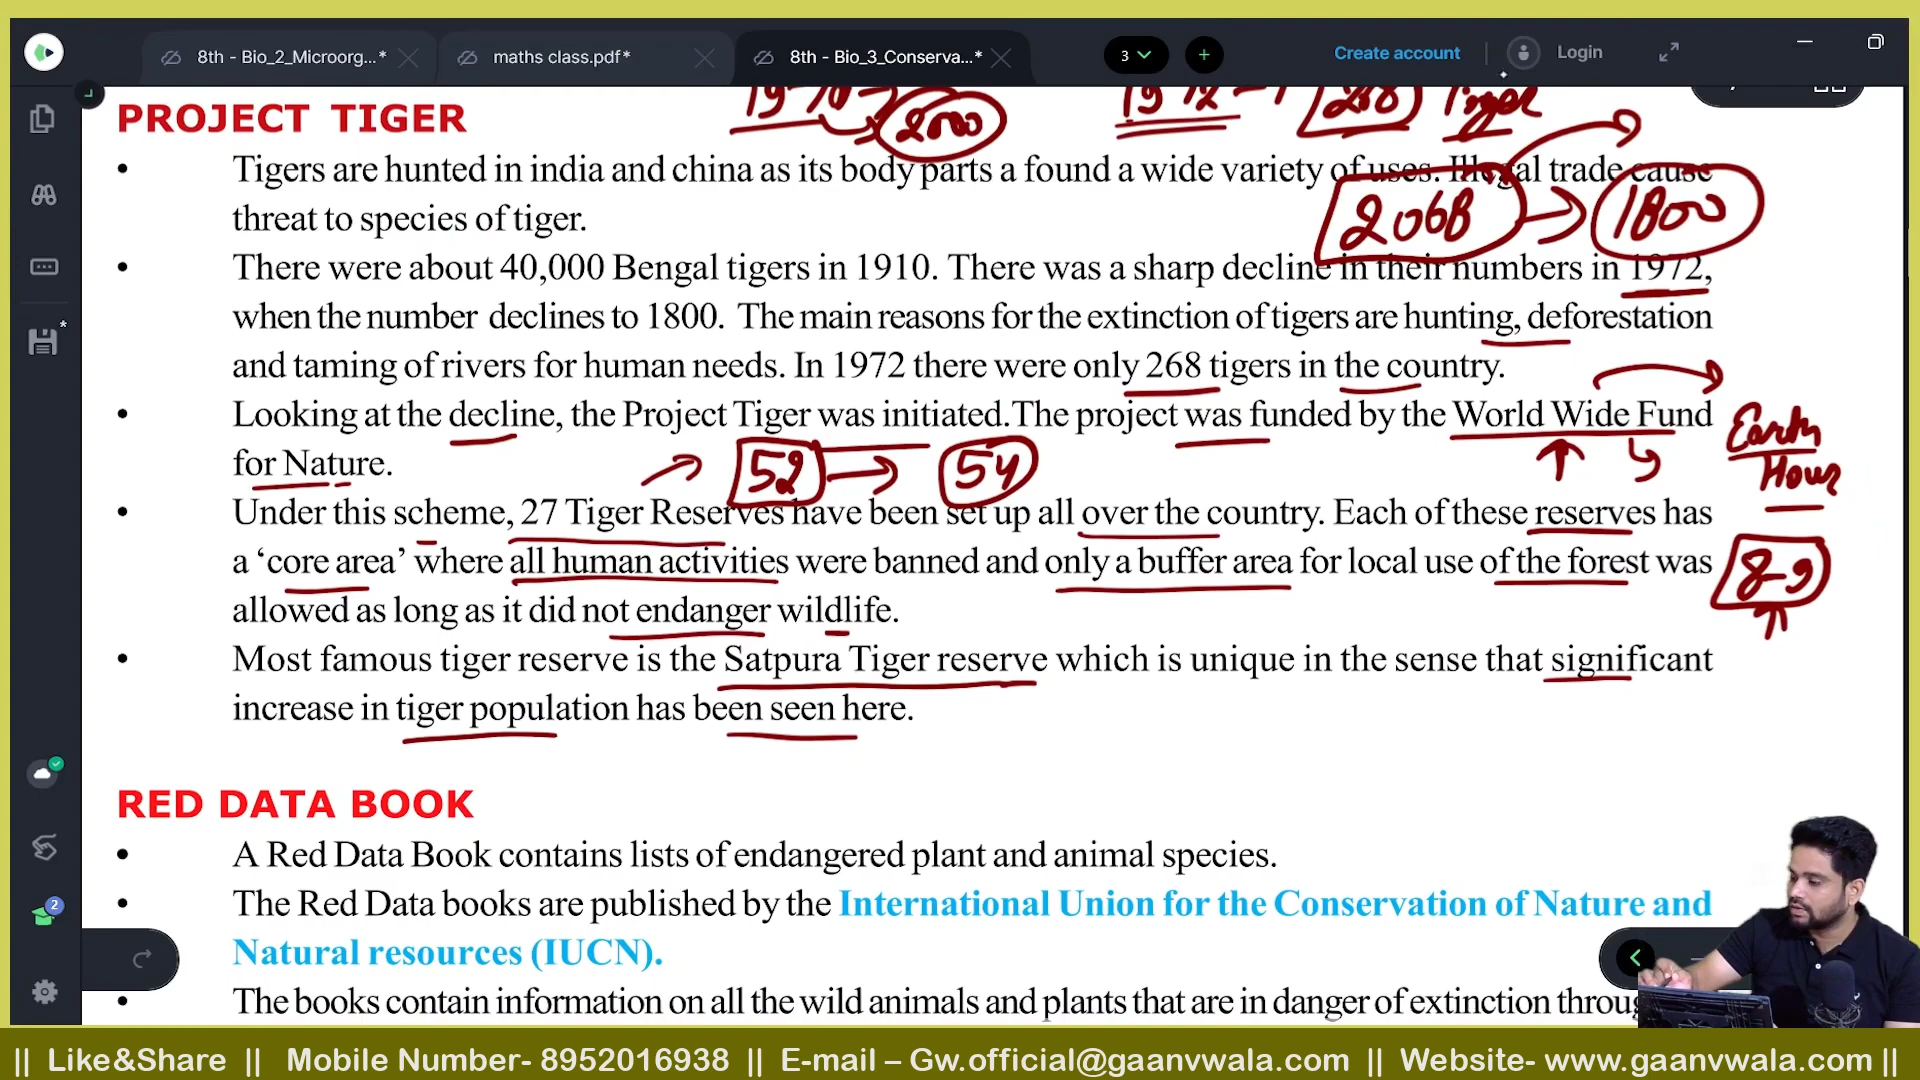 8th - Bio_2_Microorg...*
maths class.pdf*
8th - Bio_3_Conserva...*
3
Create account
Login
PROJECT TIGER
2000
1972 -
268
Tiger
• Tigers are hunted in india and china as its body parts a found a wide variety of uses. Illegal trade cause
threat to species of tiger.
2068
1800
• There were about 40,000 Bengal tigers in 1910. There was a sharp decline in their numbers in 1972,
when the number declines to 1800. The main reasons for the extinction of tigers are hunting, deforestation
and taming of rivers for human needs. In 1972 there were only 268 tigers in the country.
• Looking at the decline, the Project Tiger was initiated.The project was funded by the World Wide Fund
for Nature.
Earth
Hour
52
54
• Under this scheme, 27 Tiger Reserves have been set up all over the country. Each of these reserves has
a ‘core area’ where all human activities were banned and only a buffer area for local use of the forest was
allowed as long as it did not endanger wildlife.
8-9
• Most famous tiger reserve is the Satpura Tiger reserve which is unique in the sense that significant
increase in tiger population has been seen here.
RED DATA BOOK
• A Red Data Book contains lists of endangered plant and animal species.
2
• The Red Data books are published by the International Union for the Conservation of Nature and
Natural resources (IUCN).
• The books contain information on all the wild animals and plants that are in danger of extinction throug
|| Like&Share || Mobile Number- 8952016938 || E-mail – Gw.official@gaanvwala.com || Website- www.gaanvwala.com ||